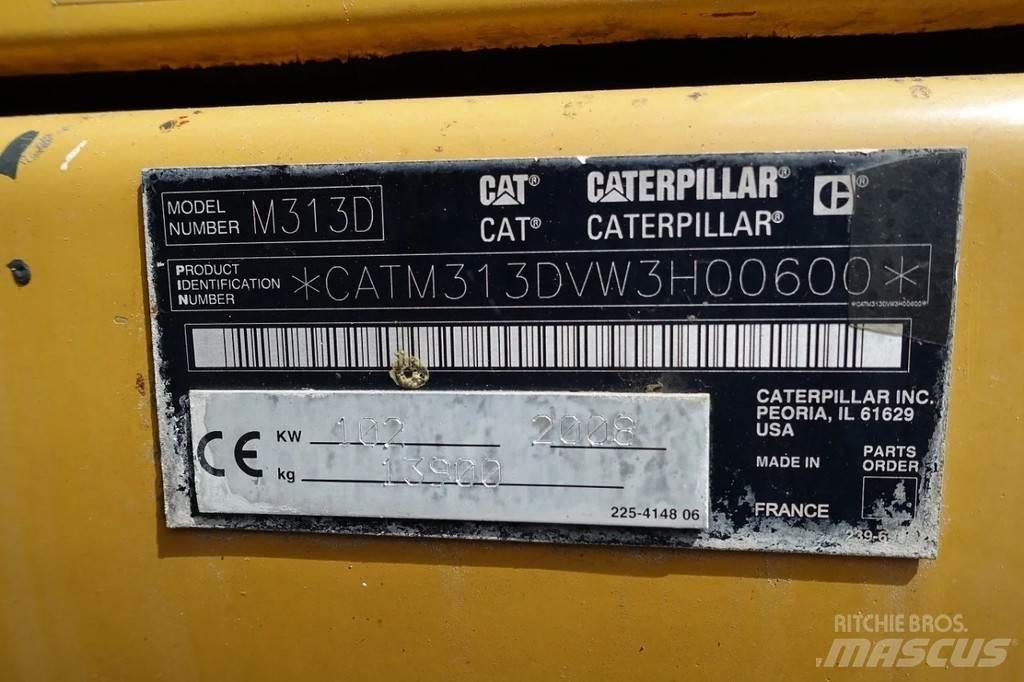 MODEL NUMBER M313D
CAT® CATERPILLAR® C®
CAT® CATERPILLAR®
PRODUCT IDENTIFICATION NUMBER *CATM313DVW3H00600*
*CATM313DVW3H00600*
CE KW 102 2008
kg 13900
225-4148 06
CATERPILLAR INC.
PEORIA, IL 61629
USA
MADE IN
FRANCE
PARTS
ORDER
RITCHIE BROS.
MASCUS